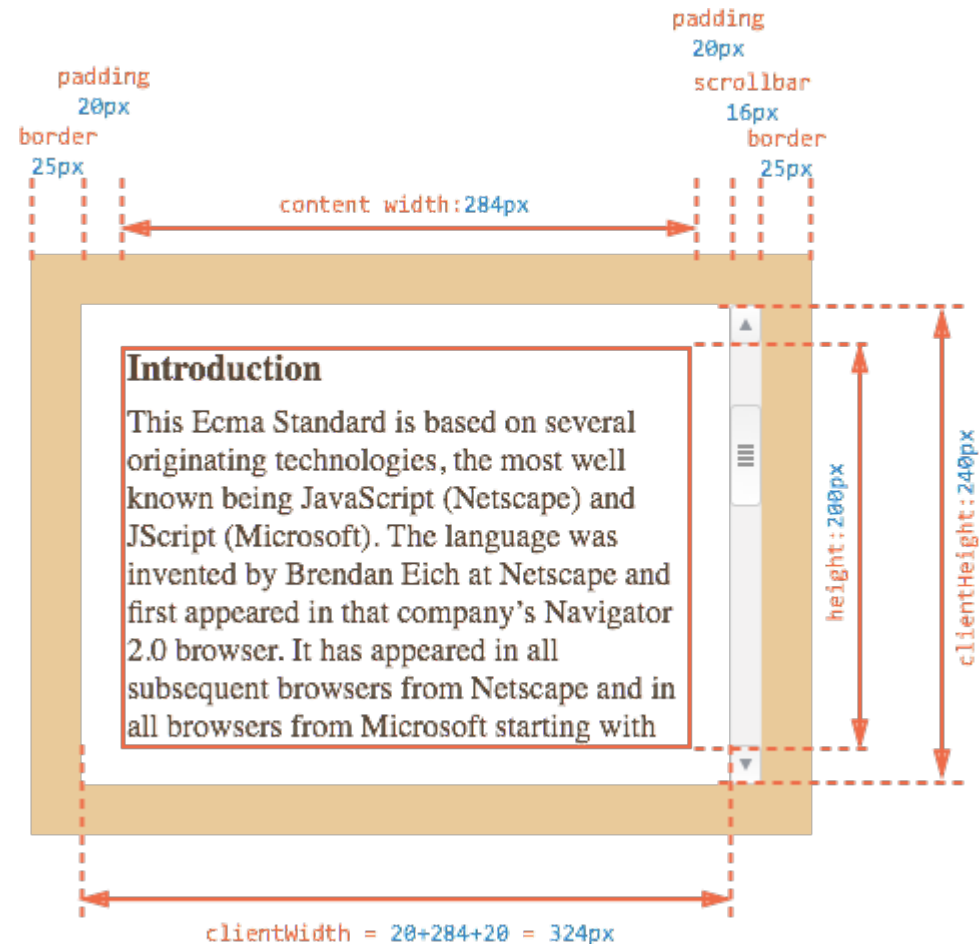 padding
20px
padding
20px
scrollbar
16px
border
25px
border
25px
content width:284px
Introduction
This Ecma Standard is based on several
originating technologies, the most well
known being JavaScript (Netscape) and
JScript (Microsoft). The language was
invented by Brendan Eich at Netscape and
first appeared in that company’s Navigator
2.0 browser. It has appeared in all
subsequent browsers from Netscape and in
all browsers from Microsoft starting with
height:200px
clientHeight:240px
clientWidth = 20+284+20 = 324px